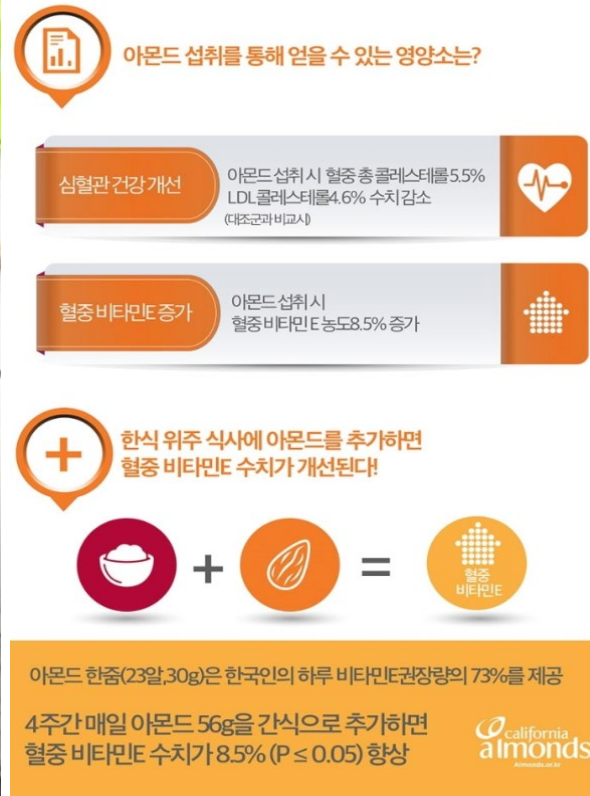 아몬드 섭취를 통해 얻을 수 있는 영양소는?
심혈관 건강 개선
아몬드 섭취 시 혈중 총 콜레스테롤 5.5%
LDL 콜레스테롤4.6% 수치 감소
(대조군과 비교시)
혈중 비타민E 증가
아몬드 섭취 시
혈중 비타민 E 농도8.5% 증가
한식 위주 식사에 아몬드를 추가하면
혈중 비타민E 수치가 개선된다!
+
=
혈중
비타민E
아몬드 한줌(23알,30g)은 한국인의 하루 비타민E권장량의 73%를 제공
4주간 매일 아몬드 56g을 간식으로 추가하면
혈중 비타민E 수치가 8.5% (P ≤ 0.05) 향상
california
almonds
Almonds.or.kr